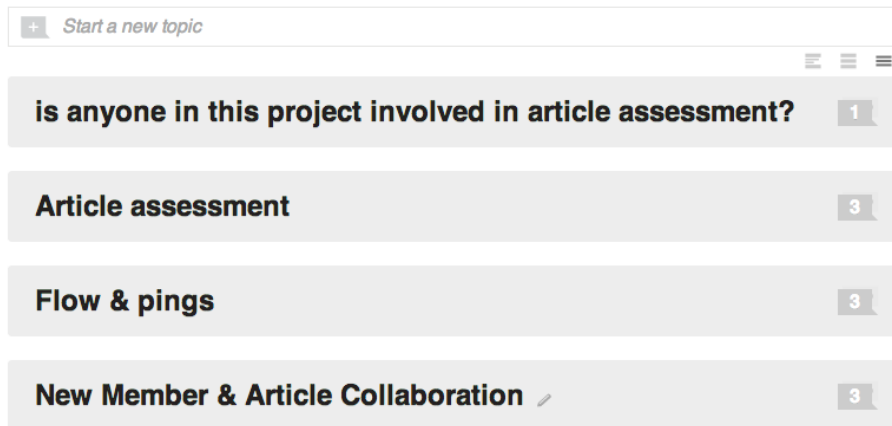 + Start a new topic
is anyone in this project involved in article assessment? 1
Article assessment 3
Flow & pings 3
New Member & Article Collaboration 3